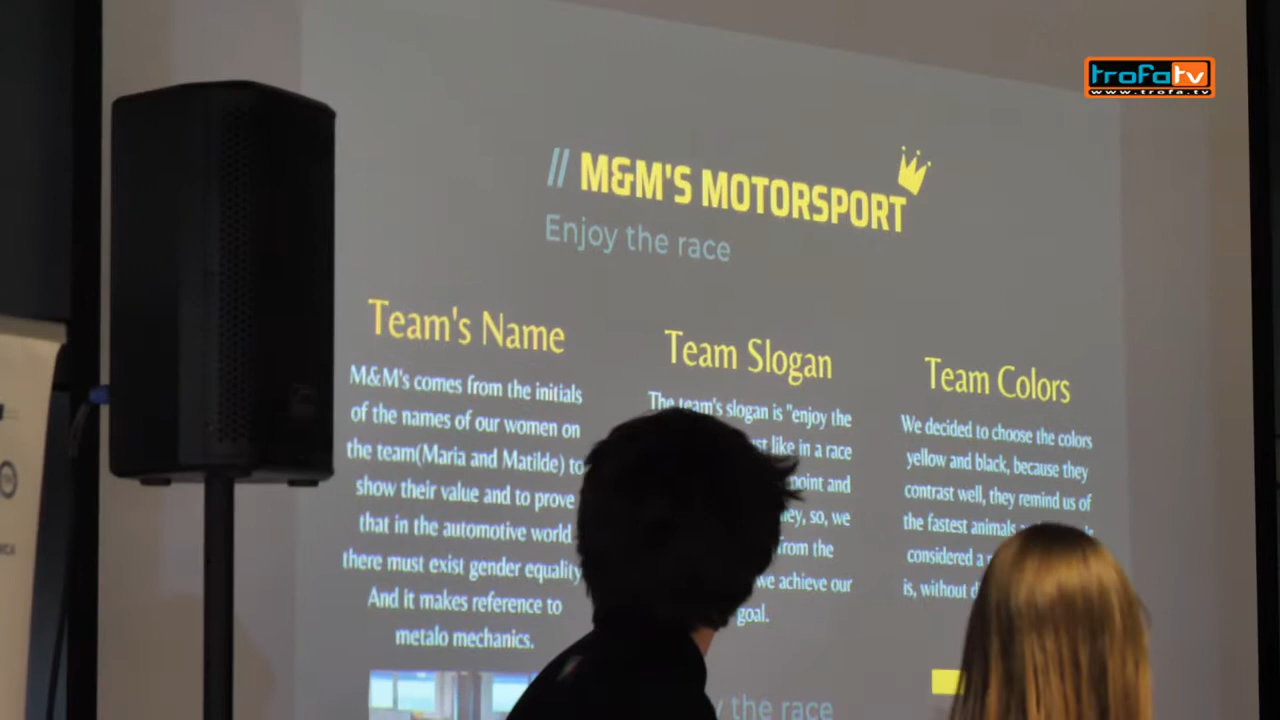 trofatv
www.trofa.tv
// M&M'S MOTORSPORT
Enjoy the race
Team's Name
M&M's comes from the initials
of the names of our women on
the team(Maria and Matilde) to
show their value and to prove
that in the automotive world
there must exist gender equality
And it makes reference to
metalo mechanics.
Team Slogan
The team's slogan is "enjoy the
like in a race
point and
so, we
from the
we achieve our
goal.
the race
Team Colors
We decided to choose the colors
yellow and black, because they
contrast well, they remind us of
the fastest animals
considered a
is, without